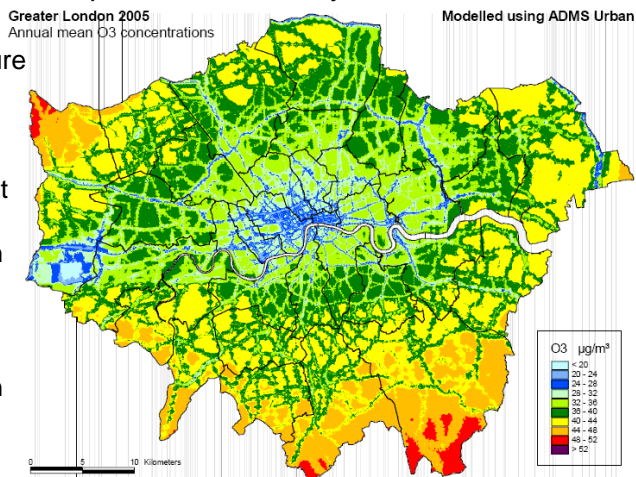 Greater London 2005
Annual mean O3 concentrations
Modelled using ADMS Urban
O3 µg/m³
< 20
20 - 24
24 - 28
28 - 32
32 - 36
36 - 40
40 - 44
44 - 48
48 - 52
> 52
0 5 10 Kilometers